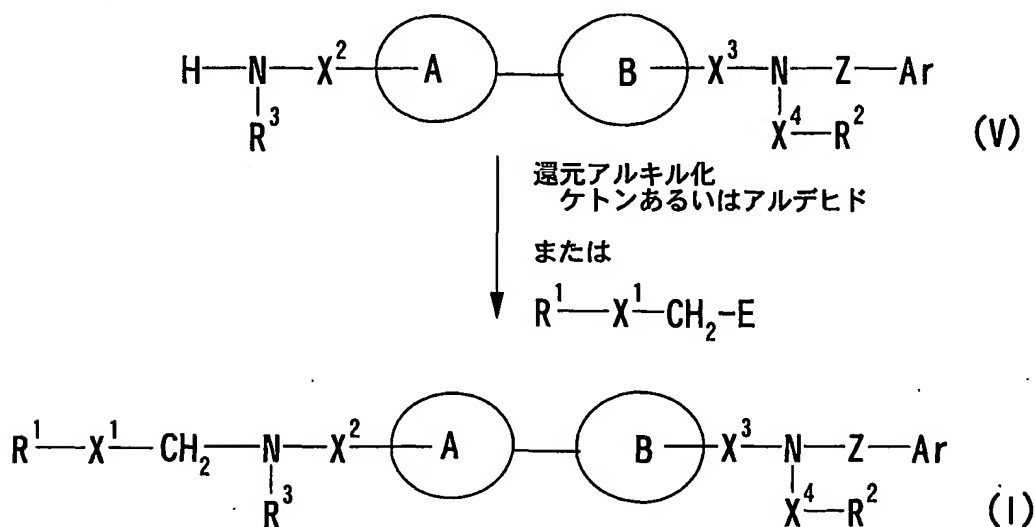 H—N—X²—A—B—X³—N—Z—Ar
R³ X⁴—R² (V)
還元アルキル化
ケトンあるいはアルデヒド
または
R¹—X¹—CH₂-E
R¹—X¹—CH₂—N—X²—A—B—X³—N—Z—Ar
R³ X⁴—R² (I)